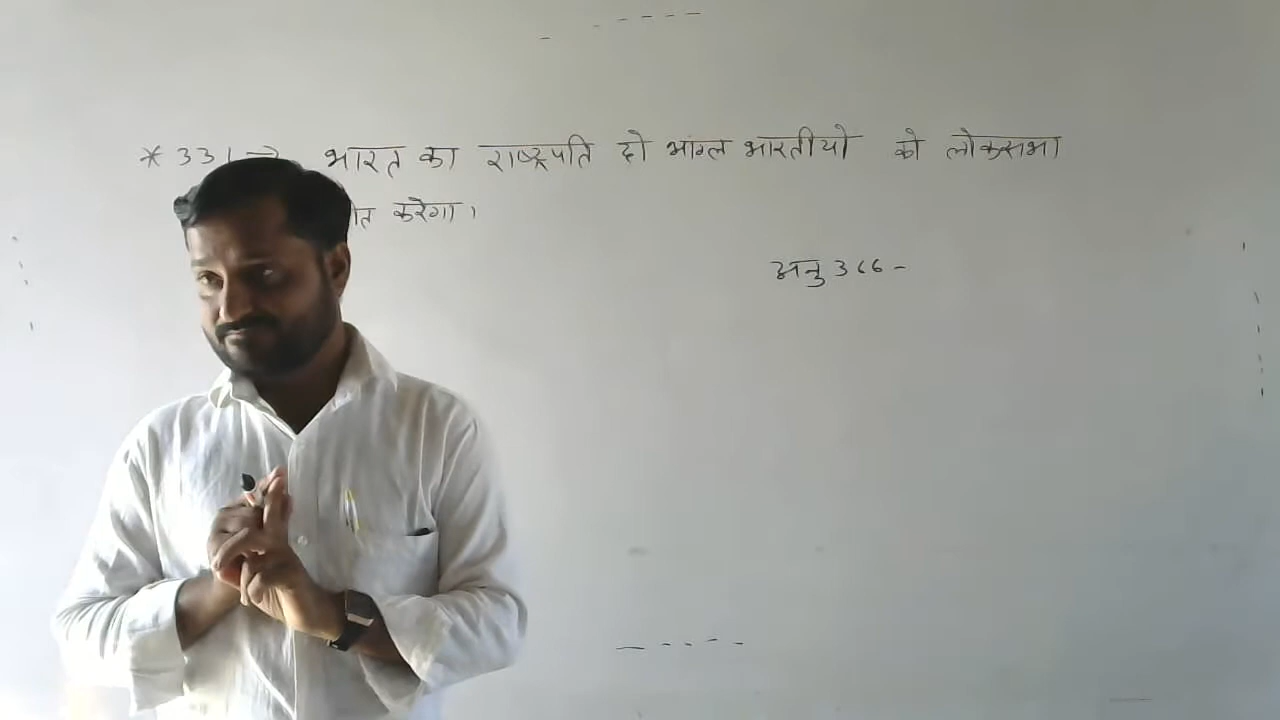 * 331 → भारत का राष्ट्रपति दो आंग्ल भारतीयो को लोकसभा
करेगा।
अनु 366 -